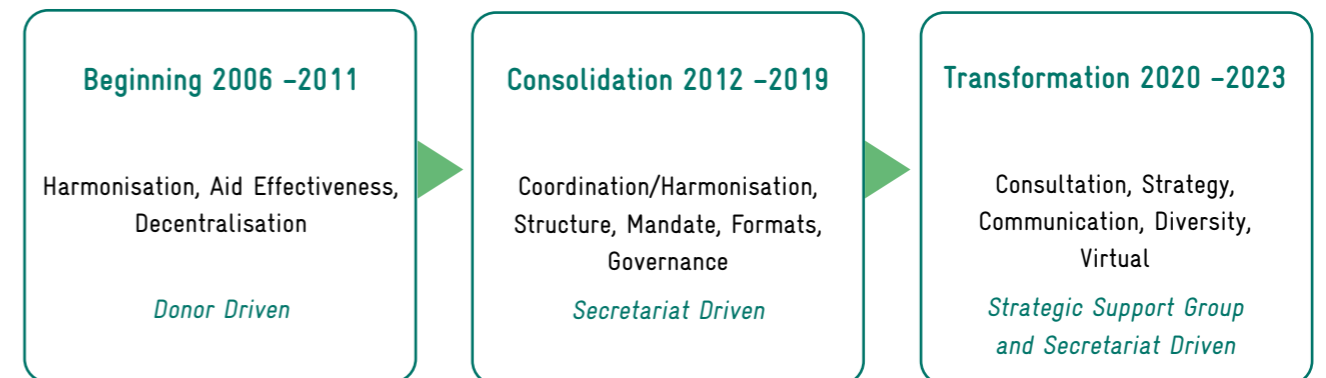 Beginning 2006 –2011
Harmonisation, Aid Effectiveness,
Decentralisation
Donor Driven
Consolidation 2012 –2019
Coordination/Harmonisation,
Structure, Mandate, Formats,
Governance
Secretariat Driven
Transformation 2020 –2023
Consultation, Strategy,
Communication, Diversity,
Virtual
Strategic Support Group
and Secretariat Driven